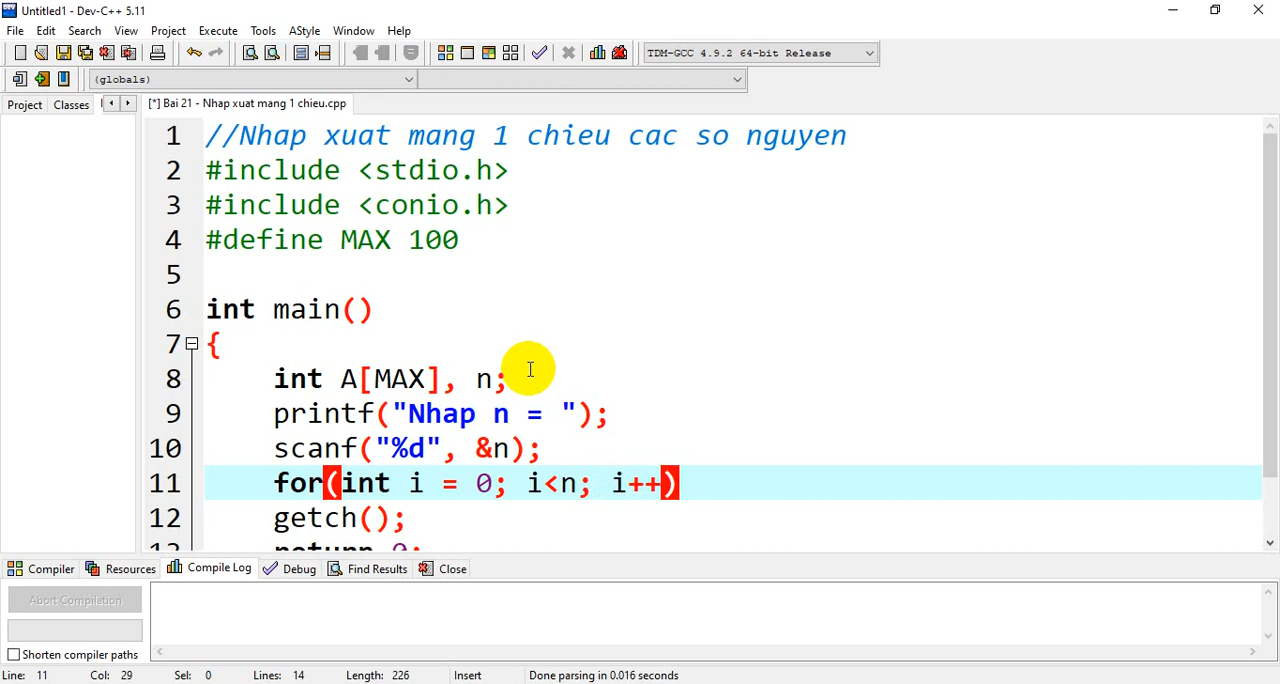 Untitled1 - Dev-C++ 5.11
File Edit Search View Project Execute Tools AStyle Window Help
TDM-GCC 4.9.2 64-bit Release
(globals)
Project Classes [*] Bai 21 - Nhap xuat mang 1 chieu.cpp
1 //Nhap xuat mang 1 chieu cac so nguyen
2 #include <stdio.h>
3 #include <conio.h>
4 #define MAX 100
5
6 int main()
7 {
8 int A[MAX], n;
9 printf("Nhap n = ");
10 scanf("%d", &n);
11 for(int i = 0; i<n; i++)
12 getch();
13 return 0;
Compiler Resources Compile Log Debug Find Results Close
Abort Compilation
Shorten compiler paths
Line: 11 Col: 29 Sel: 0 Lines: 14 Length: 226 Insert Done parsing in 0.016 seconds